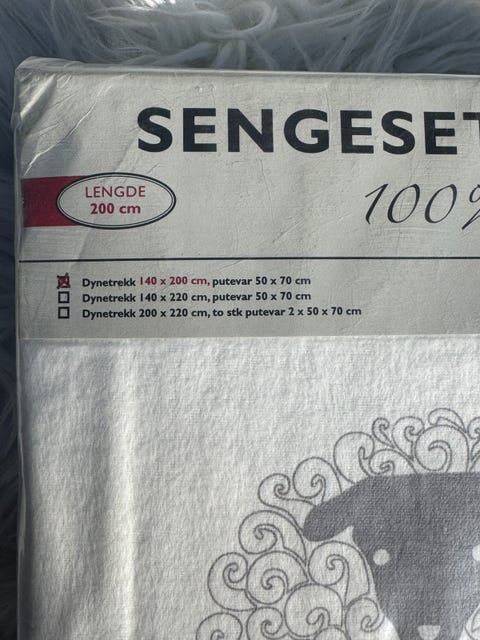 SENGESET
LENGDE
200 cm
100%
Dynetrekk 140 x 200 cm, putevar 50 x 70 cm
Dynetrekk 140 x 220 cm, putevar 50 x 70 cm
Dynetrekk 200 x 220 cm, to stk putevar 2 x 50 x 70 cm